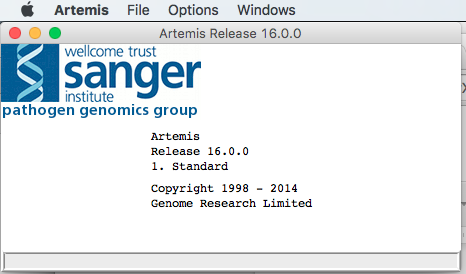 Artemis File Options Windows
Artemis Release 16.0.0
wellcome trust
sanger
institute
pathogen genomics group
Artemis
Release 16.0.0
1. Standard
Copyright 1998 - 2014
Genome Research Limited